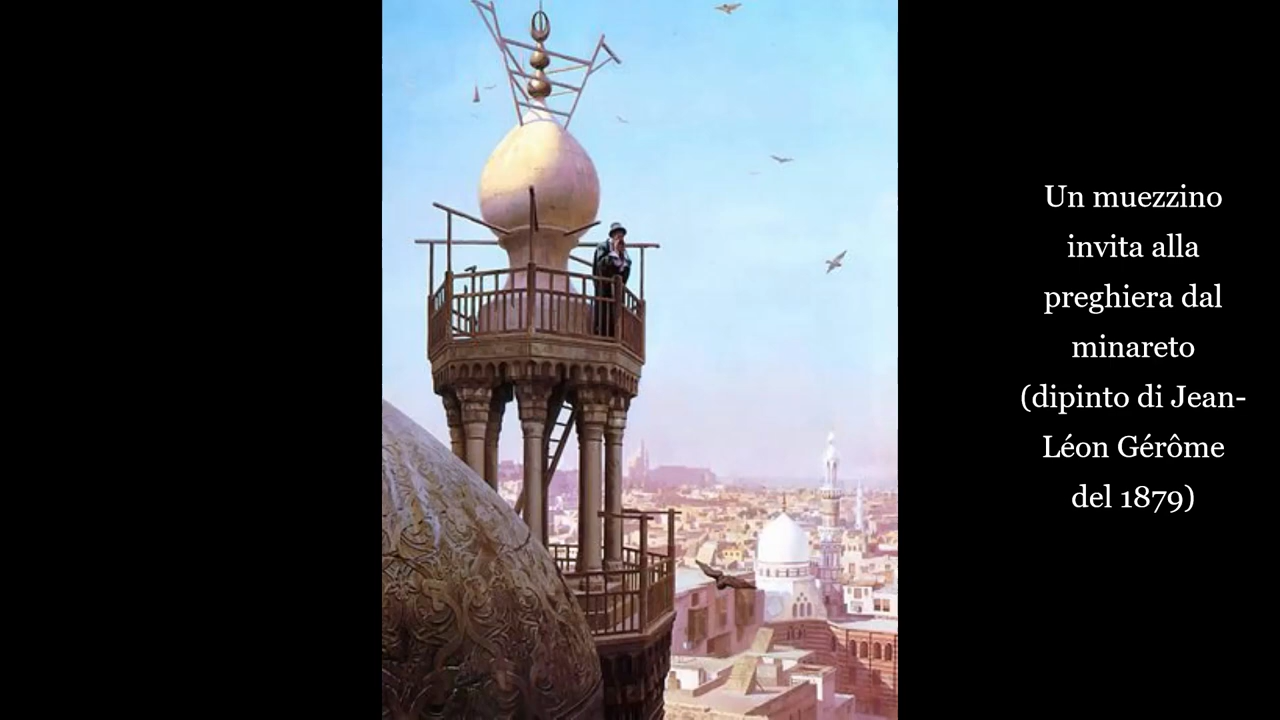 Un muezzino
invita alla
preghiera dal
minareto
(dipinto di Jean-
Léon Gérôme
del 1879)